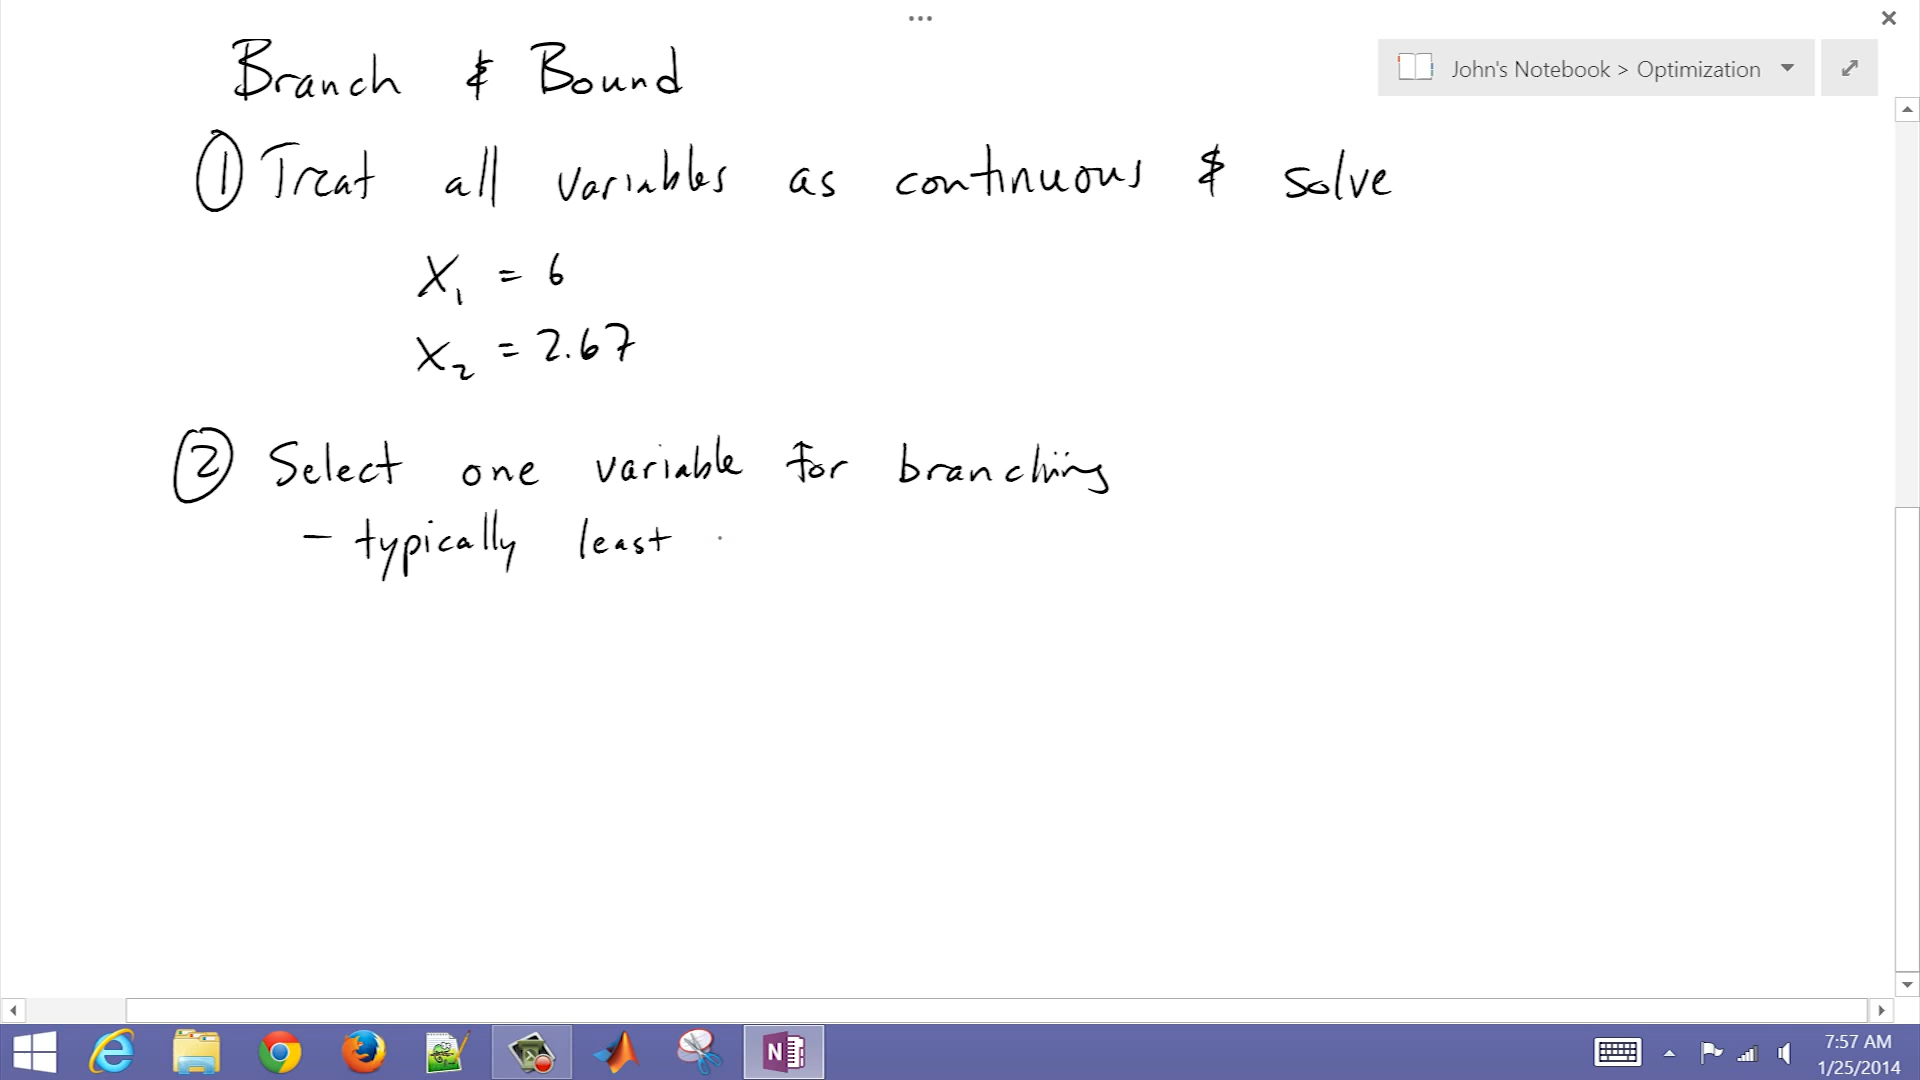 ...
Branch & Bound
John's Notebook > Optimization
① Treat all variables as continuous & solve
X₁ = 6
X₂ = 2.67
② Select one variable for branching
- typically least
N
7:57 AM
1/25/2014